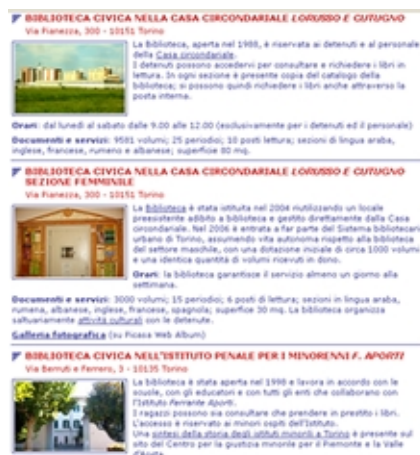 BIBLIOTECA CIVICA NELLA CASA CIRCONDARIALE LORUSSO E CUTUGNO
Via Pianezza, 300 - 10151 Torino
La biblioteca, aperta nel 1988, è riservata ai detenuti e al personale
della Casa circondariale.
I detenuti possono accedervi per consultare e richiedere i libri in
lettura. In ogni sezione è presente copia del catalogo della
biblioteca; si possono quindi richiedere i libri anche attraverso la
posta interna.
Orari: dal lunedì al sabato dalle 9.00 alle 12.00 (esclusivamente per i detenuti ed il personale)
Documenti e servizi: 9581 volumi; 25 periodici; 10 posti lettura; sezioni di lingua araba,
inglese, francese, rumeno e albanese; superficie 80 mq.
BIBLIOTECA CIVICA NELLA CASA CIRCONDARIALE LORUSSO E CUTUGNO
SEZIONE FEMMINILE
Via Pianezza, 300 - 10151 Torino
La Biblioteca è stata istituita nel 2004 riutilizzando un locale
preesistente adibito a biblioteca e gestito direttamente dalla Casa
circondariale. Nel 2006 è entrata a far parte del Sistema bibliotecario
urbano di Torino, assumendo vita autonoma rispetto alla biblioteca
del settore maschile, con una dotazione iniziale di circa 1000 volumi
e una identica quantità di volumi ricevuti in dono.
Orari: la biblioteca garantisce il servizio almeno un giorno alla
settimana.
Documenti e servizi: 3000 volumi; 15 periodici; 6 posti di lettura; sezioni in lingua araba,
rumena, albanese, inglese, francese, spagnola; superfice 30 mq. La biblioteca organizza
saltuariamente attività culturali con le detenute.
Galleria fotografica (su Picasa Web Album)
BIBLIOTECA CIVICA NELL'ISTITUTO PENALE PER I MINORENNI F. APORTI
Via Berruti e Ferrero, 3 - 10135 Torino
La biblioteca è stata aperta nel 1998 e lavora in accordo con le
scuole, con gli educatori e con tutti gli enti che collaborano con
l'Istituto Ferrante Aporti.
I ragazzi possono sia consultare che prendere in prestito i libri.
L'accesso è riservato ai minori ospiti dell'Istituto.
Una sintesi della storia degli istituti minorili a Torino è presente sul
sito del Centro per la giustizia minorile per il Piemonte e la Valle
d'Aosta.